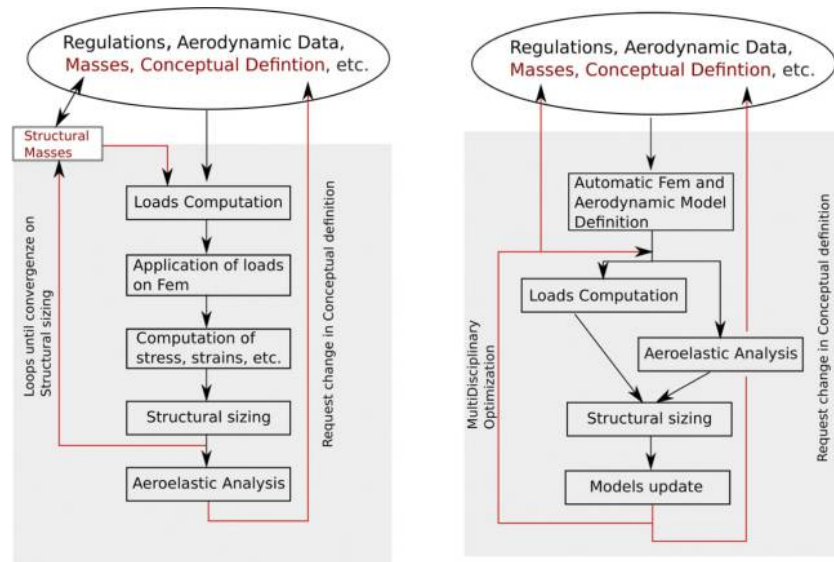 Regulations, Aerodynamic Data,
Masses, Conceptual Defintion, etc.
Structural
Masses
Loads Computation
Application of loads
on Fem
Computation of
stress, strains, etc.
Structural sizing
Aeroelastic Analysis
Loops until convergenze on
Structural sizing
Request change in Conceptual definition
Regulations, Aerodynamic Data,
Masses, Conceptual Defintion, etc.
Automatic Fem and
Aerodynamic Model
Definition
Loads Computation
Aeroelastic Analysis
Structural sizing
Models update
MultiDisciplinary
Optimization
Request change in Conceptual definition